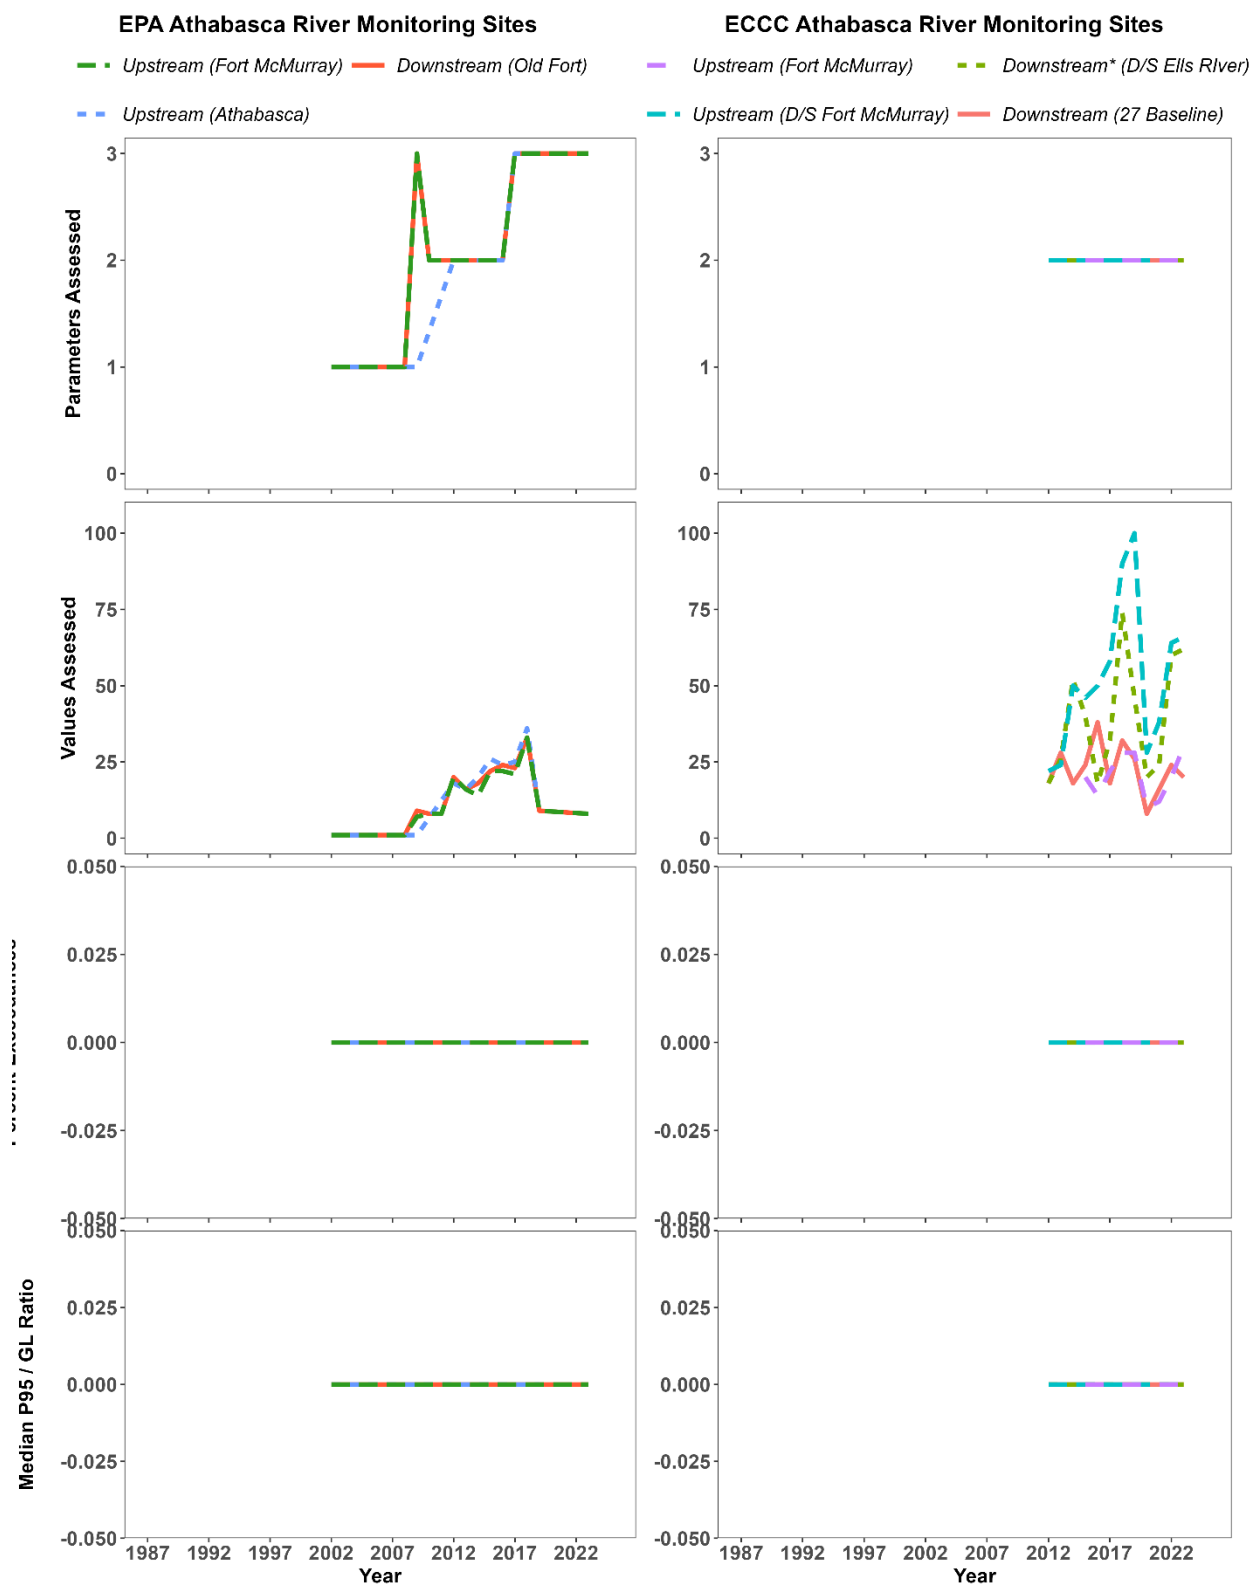 EPA Athabasca River Monitoring Sites
Upstream (Fort McMurray) Downstream (Old Fort)
Upstream (Athabasca)
ECCC Athabasca River Monitoring Sites
Upstream (Fort McMurray) Downstream* (D/S Ells RIver)
Upstream (D/S Fort McMurray) Downstream (27 Baseline)
Parameters Assessed
3
2
1
0
3
2
1
0
Values Assessed
100
75
50
25
0
100
75
50
25
0
0.050
0.025
0.000
-0.025
-0.050
0.050
0.025
0.000
-0.025
-0.050
Median P95 / GL Ratio
0.050
0.025
0.000
-0.025
-0.050
0.050
0.025
0.000
-0.025
-0.050
1987 1992 1997 2002 2007 2012 2017 2022
Year
1987 1992 1997 2002 2007 2012 2017 2022
Year